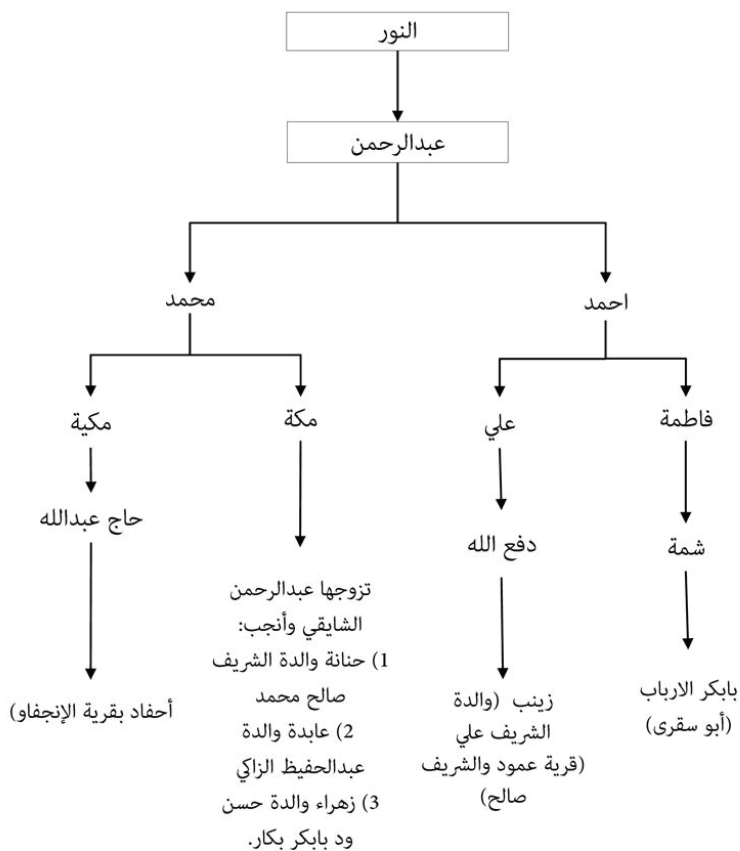 النور
عبدالرحمن
احمد
محمد
فاطمة
علي
مكة
مكية
شمة
دفع الله
حاج عبدالله
بابكر الارباب
(أبو سقرى)
زينب (والدة
الشريف علي
(قرية عمود والشريف
صالح)
تزوجها عبدالرحمن
الشايقي وأنجب:
1) حنانة والدة الشريف
صالح محمد
2) عابدة والدة
عبدالحفيظ الزاكي
3) زهراء والدة حسن
ود بابكر بكار.
أحفاد بقرية الإنجفاو)